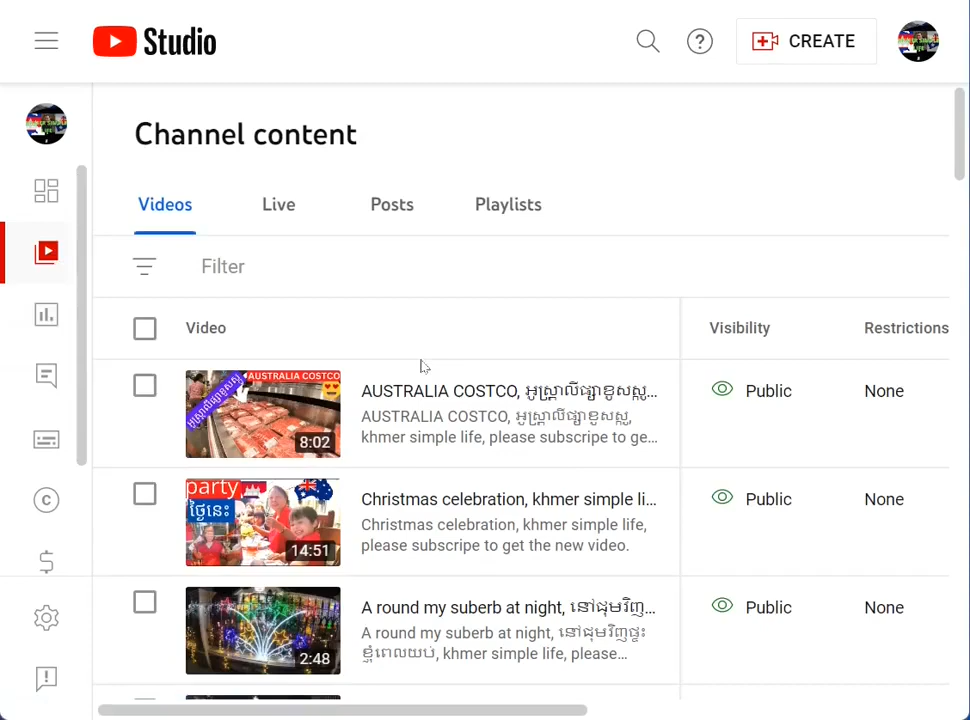 Studio
CREATE
Channel content
Videos
Live
Posts
Playlists
Filter
Video
Visibility
Restrictions
AUSTRALIA COSTCO
8:02
AUSTRALIA COSTCO, អូស្ត្រាលីផ្សាខូសស្គូ...
AUSTRALIA COSTCO, អូស្ត្រាលីផ្សាខូសស្គូ,
khmer simple life, please subscribe to ge...
Public
None
party
ថ្ងៃនេះ
14:51
Christmas celebration, khmer simple li...
Christmas celebration, khmer simple life,
please subscribe to get the new video.
Public
None
2:48
A round my suberb at night, នៅជុមវិញ...
A round my suberb at night, នៅជុមវិញផ្ទះ
ខ្ញុំពេលយប់, khmer simple life, please...
Public
None